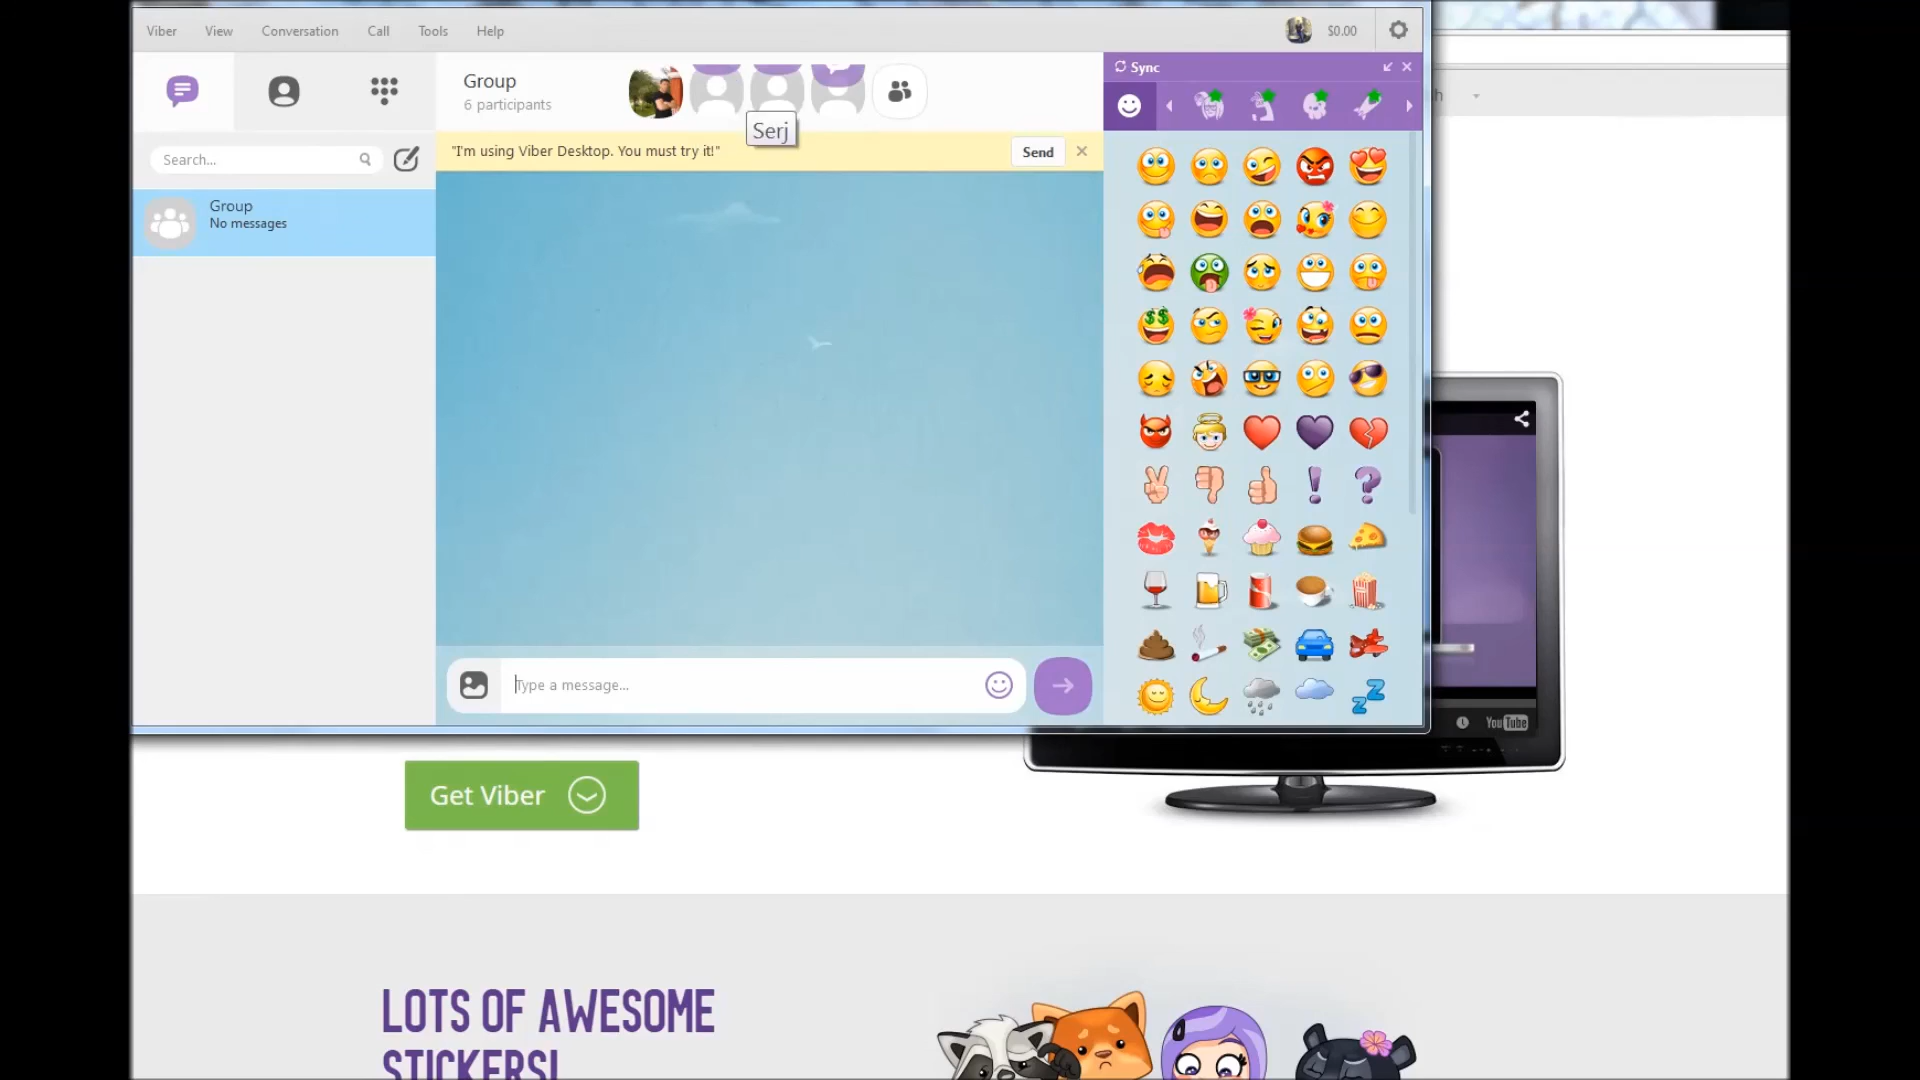 Viber View Conversation Call Tools Help $0.00
Group
6 participants
Sync
Serj
Search...
"I'm using Viber Desktop. You must try it!" Send
Group
No messages
Type a message...
YouTube
Get Viber
LOTS OF AWESOME
STICKERS!